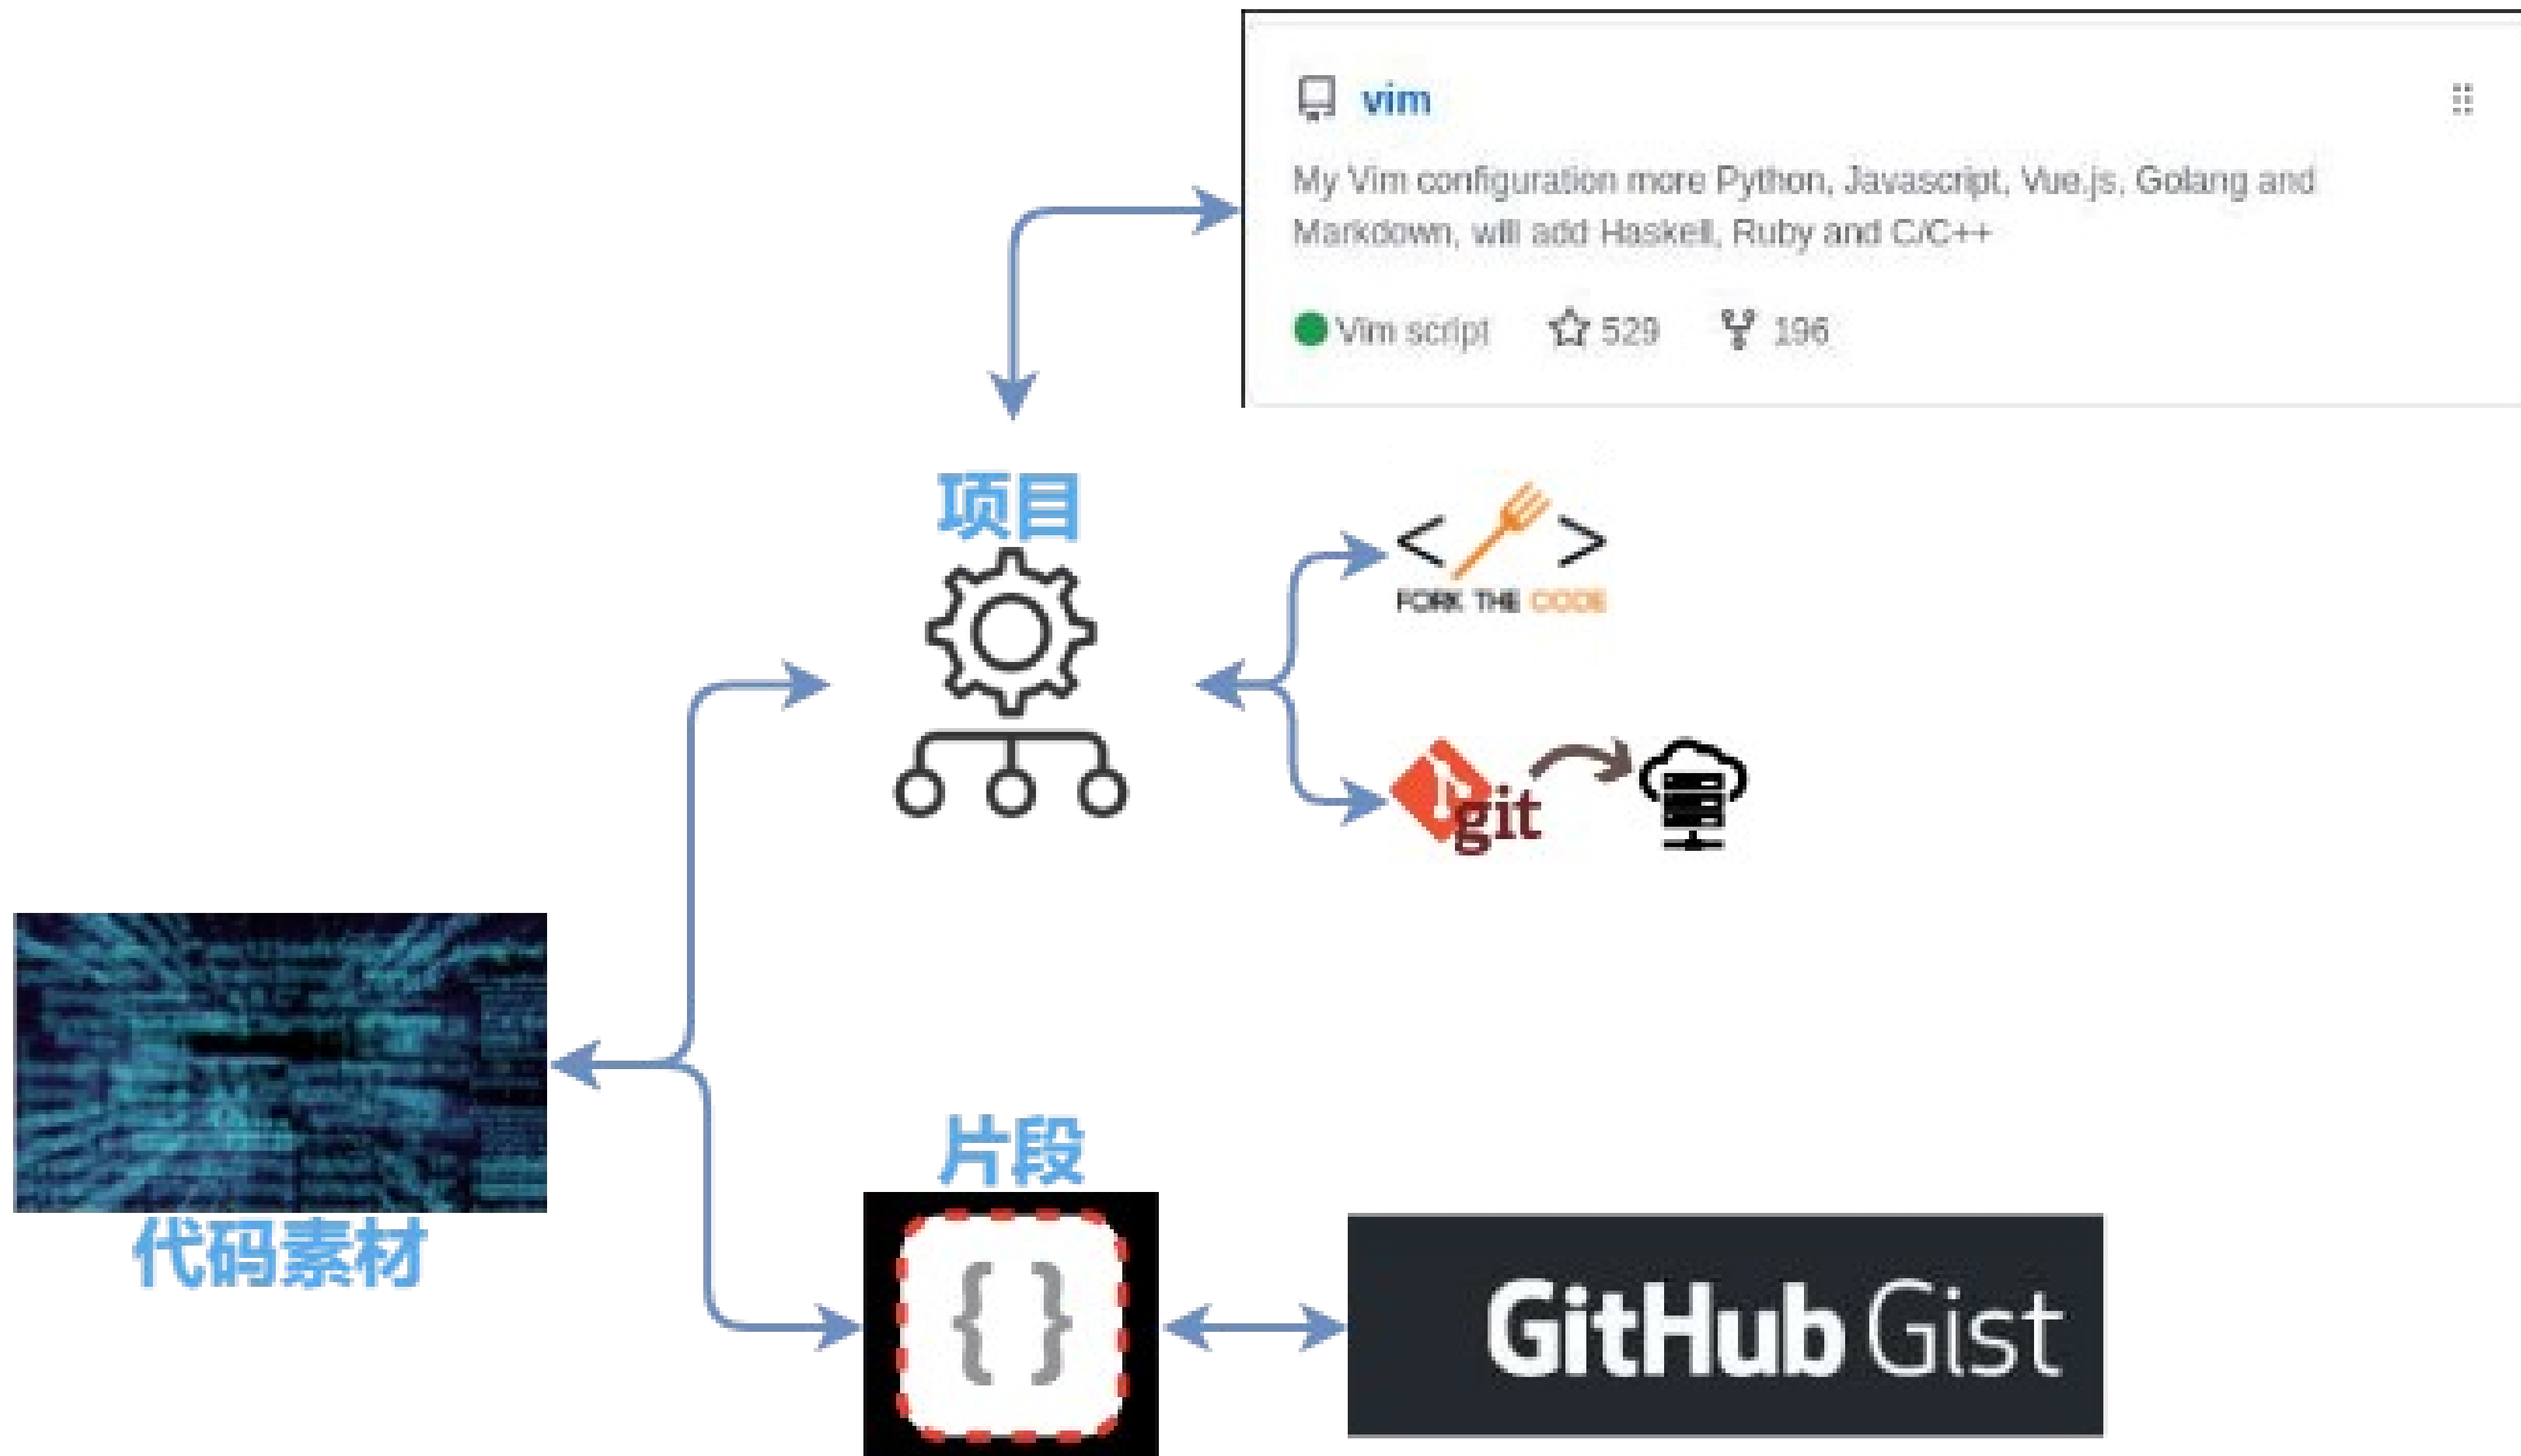 vim
My Vim configuration more Python, Javascript, Vue.js, Golang and
Markdown, will add Haskell, Ruby and C/C++
Vim script 529 196
项目
< >
FORK THE CODE
git
代码素材
片段
{ }
GitHub Gist